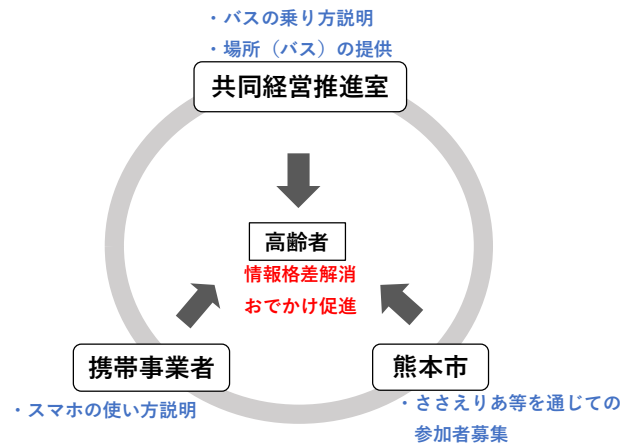 ・バスの乗り方説明
・場所（バス）の提供
共同経営推進室
高齢者
情報格差解消
おでかけ促進
携帯事業者
・スマホの使い方説明
熊本市
・ささえりあ等を通じての
参加者募集